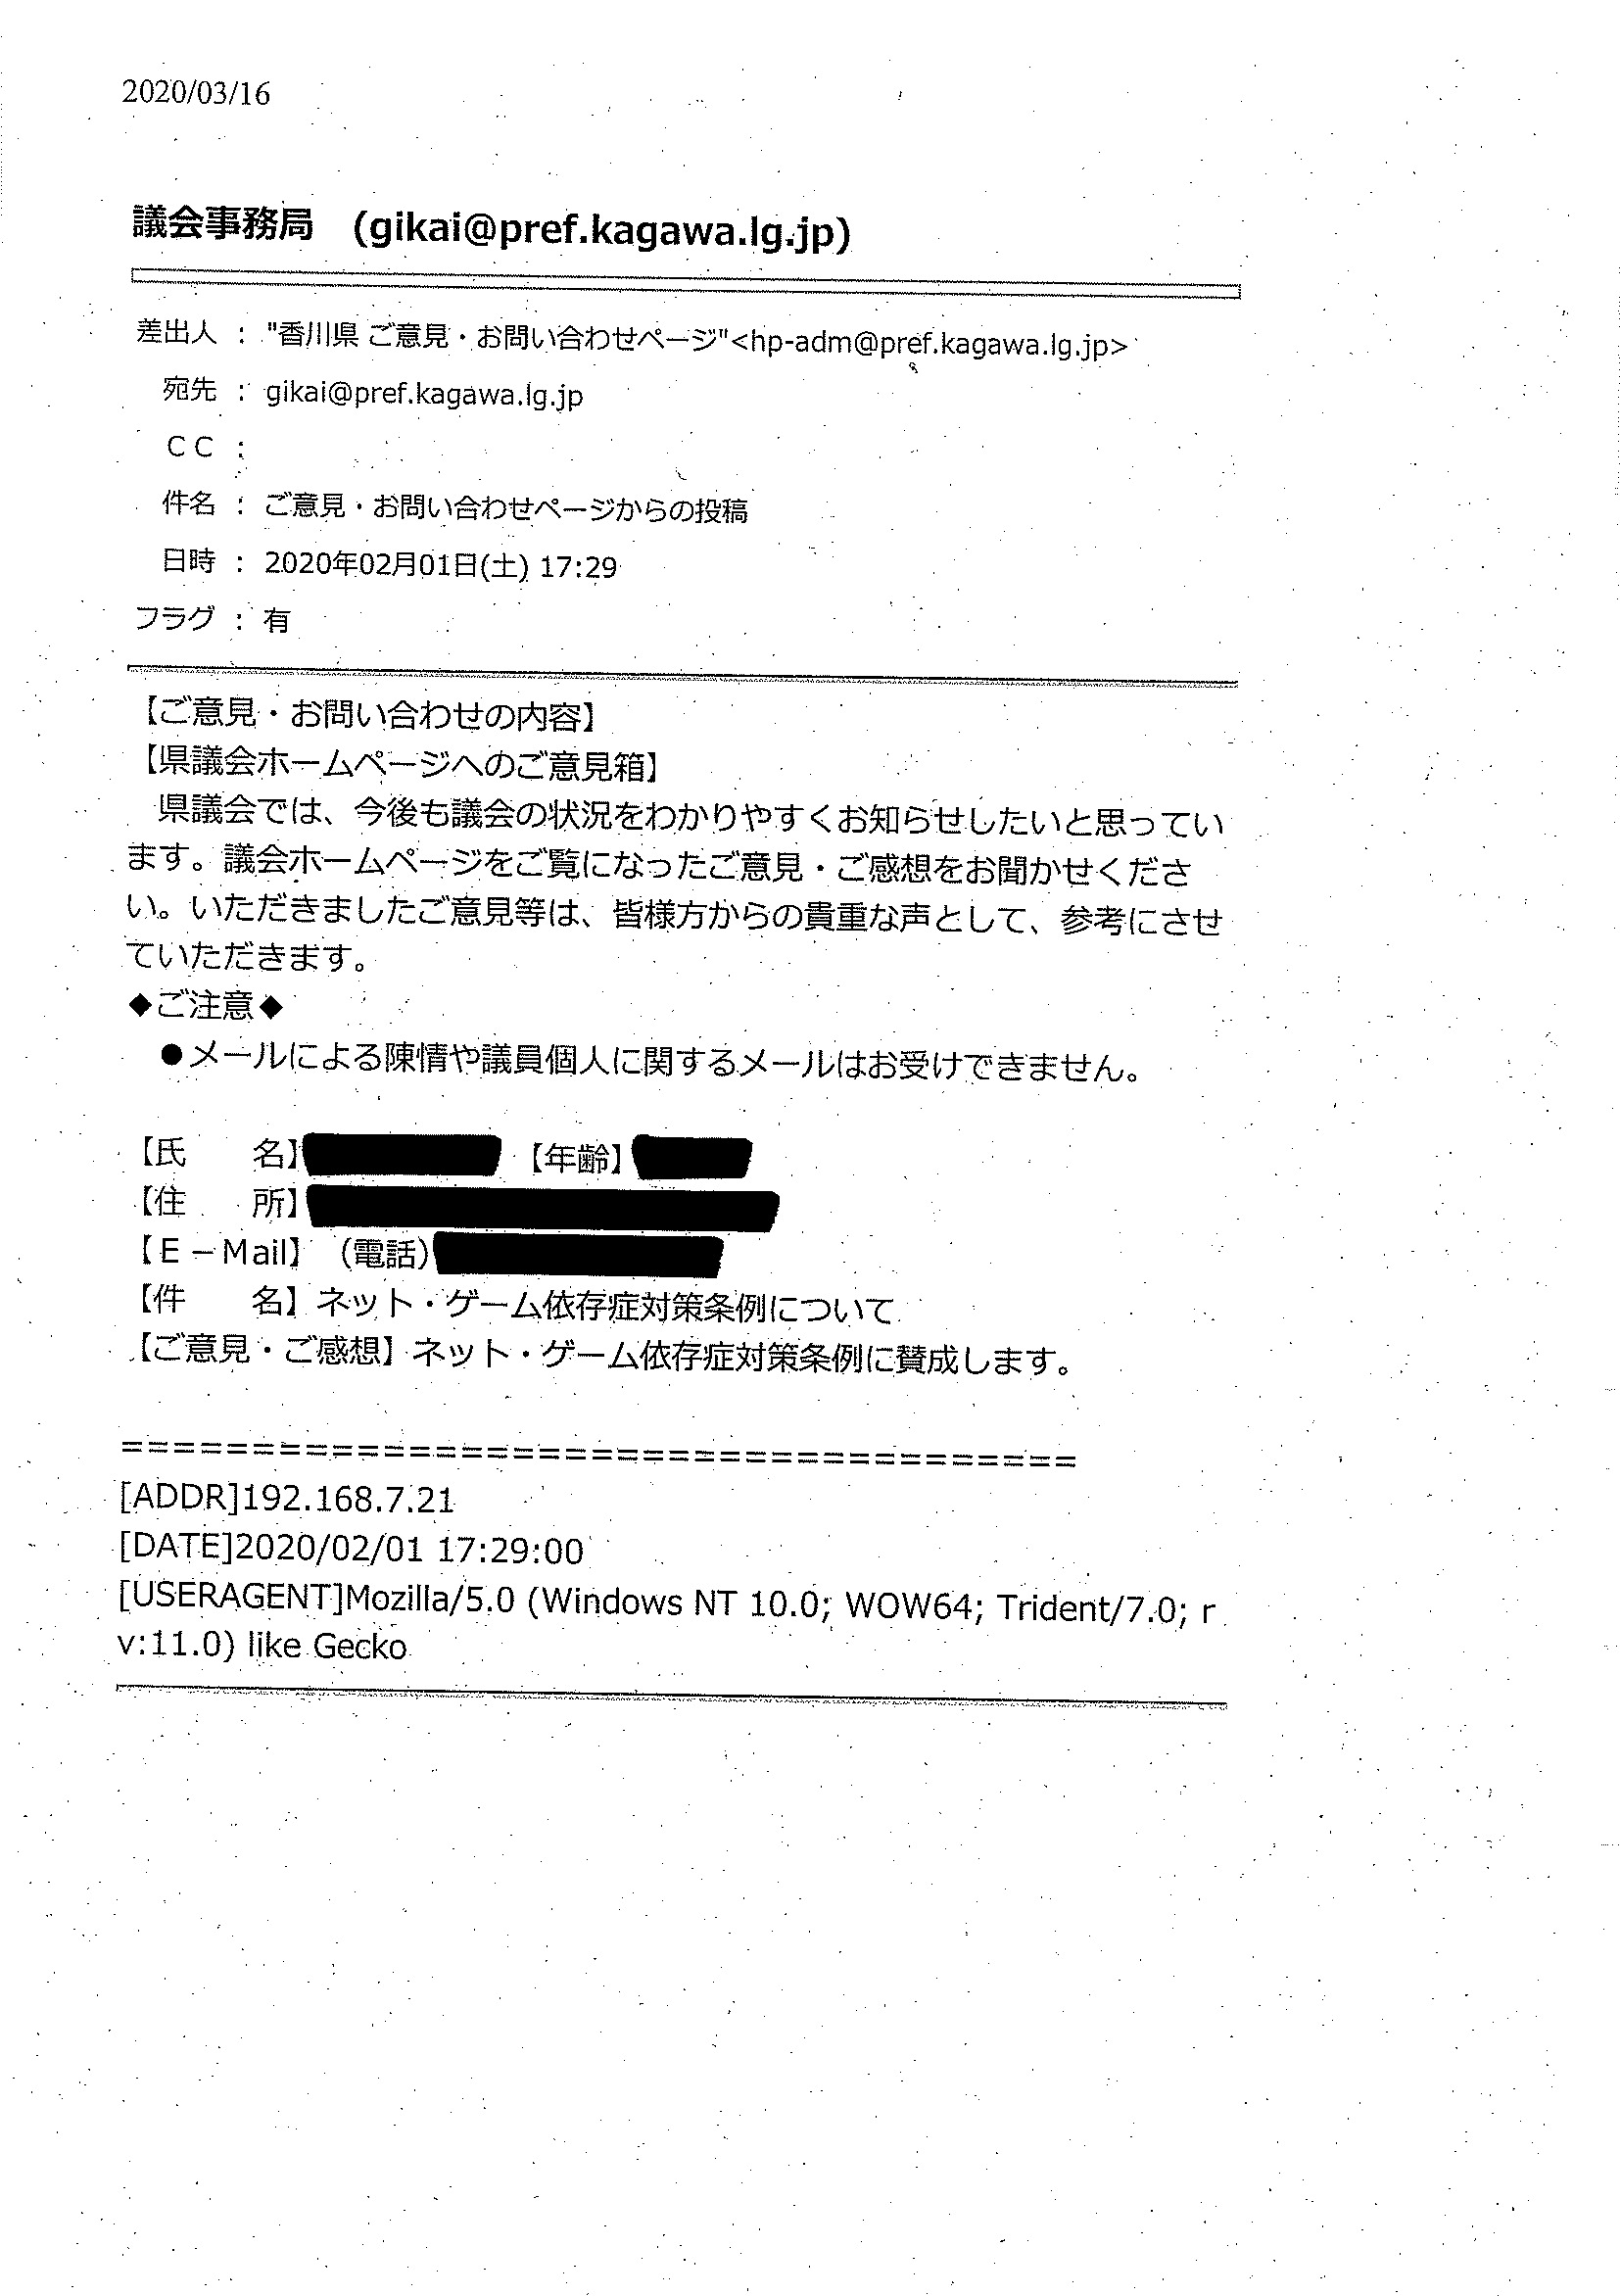 2020/03/16
議会事務局　(gikai@pref.kagawa.lg.jp)
差出人 ： "香川県 ご意見・お問い合わせページ"<hp-adm@pref.kagawa.lg.jp>
宛先 ： gikai@pref.kagawa.lg.jp
ＣＣ ：
件名 ： ご意見・お問い合わせページからの投稿
日時 ： 2020年02月01日(土) 17:29
フラグ ： 有
【ご意見・お問い合わせの内容】
【県議会ホームページへのご意見箱】
　県議会では、今後も議会の状況をわかりやすくお知らせしたいと思ってい
ます。議会ホームページをご覧になったご意見・ご感想をお聞かせくださ
い。いただきましたご意見等は、皆様方からの貴重な声として、参考にさせ
ていただきます。
◆ご注意◆
　●メールによる陳情や議員個人に関するメールはお受けできません。
【氏　　名】　【年齢】
【住　　所】
【Ｅ－Mail】（電話）
【件　　名】ネット・ゲーム依存症対策条例について
【ご意見・ご感想】ネット・ゲーム依存症対策条例に賛成します。
=====================================
[ADDR]192.168.7.21
[DATE]2020/02/01 17:29:00
[USERAGENT]Mozilla/5.0 (Windows NT 10.0; WOW64; Trident/7.0; r
v:11.0) like Gecko